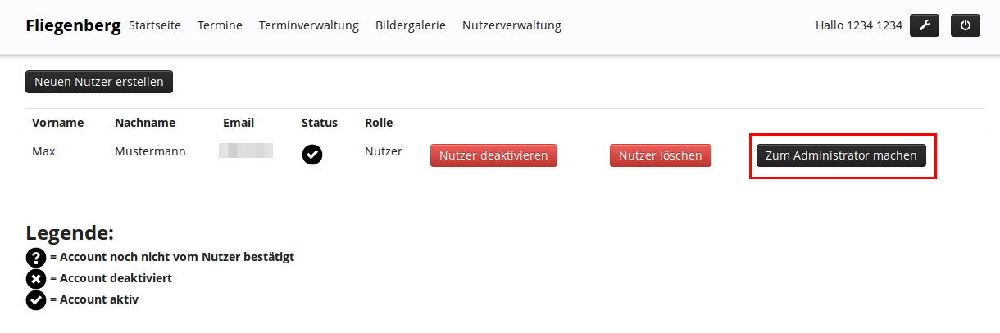 Fliegenberg Startseite Termine Terminverwaltung Bildergalerie Nutzerverwaltung Hallo 1234 1234
Neuen Nutzer erstellen
Vorname Nachname Email Status Rolle
Max Mustermann Nutzer Nutzer deaktivieren Nutzer löschen Zum Administrator machen
Legende:
? = Account noch nicht vom Nutzer bestätigt
= Account deaktiviert
= Account aktiv